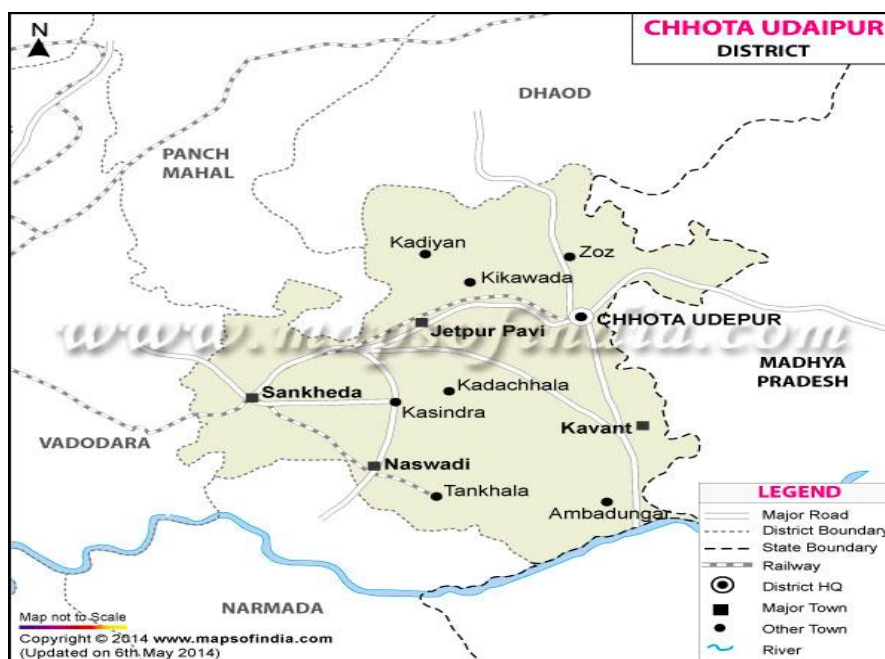 N
CHHOTA UDAIPUR
DISTRICT
DHAOD
PANCH
MAHAL
Kadiyan
Zoz
Kikawada
Jetpur Pavi
CHHOTA UDEPUR
www.mapsofindia.com
MADHYA
PRADESH
Kadachhala
Sankheda
Kasindra
Kavant
VADODARA
Naswadi
Tankhala
Ambadungar
NARMADA
LEGEND
Major Road
District Boundary
State Boundary
Railway
District HQ
Major Town
Other Town
River
Map not to Scale
Copyright © 2014 www.mapsofindia.com
(Updated on 6th May 2014)